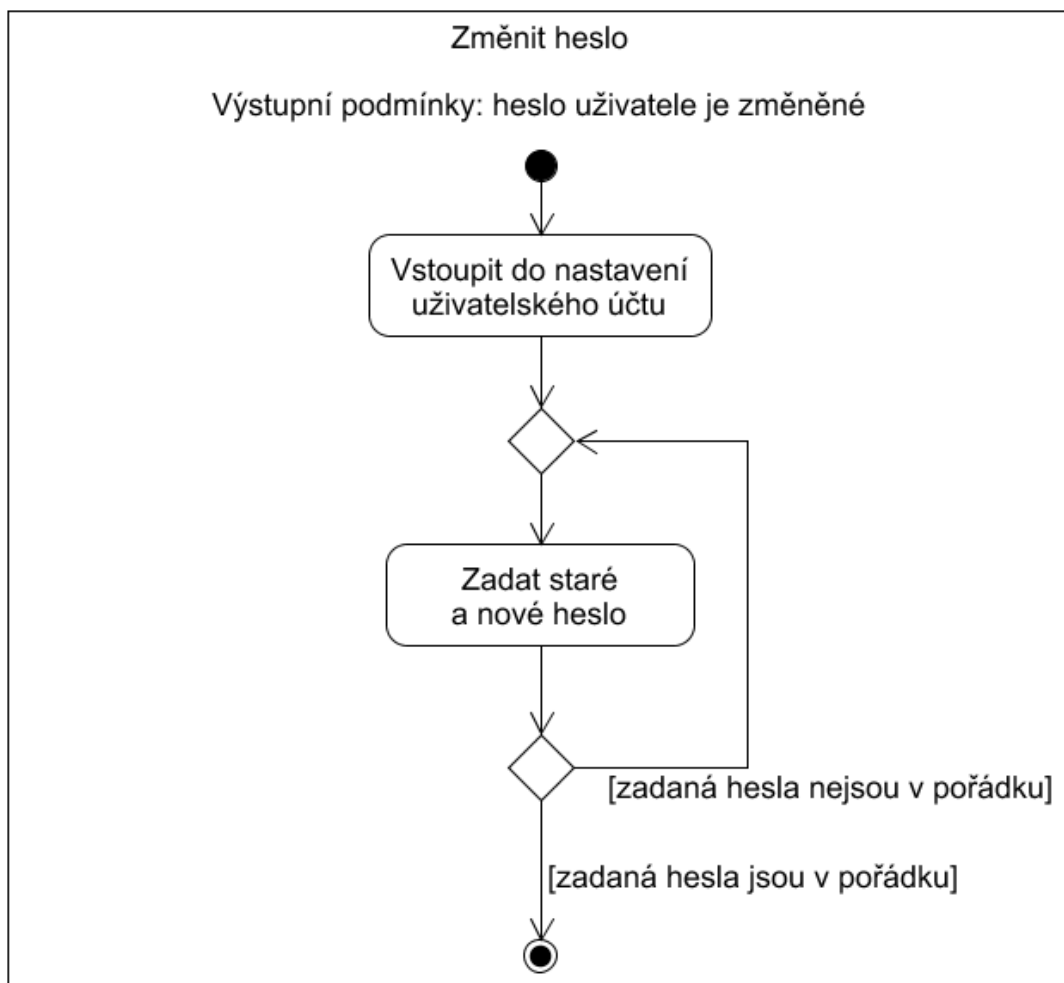 Změnit heslo
Výstupní podmínky: heslo uživatele je změněné
Vstoupit do nastavení
uživatelského účtu
Zadat staré
a nové heslo
[zadaná hesla nejsou v pořádku]
[zadaná hesla jsou v pořádku]